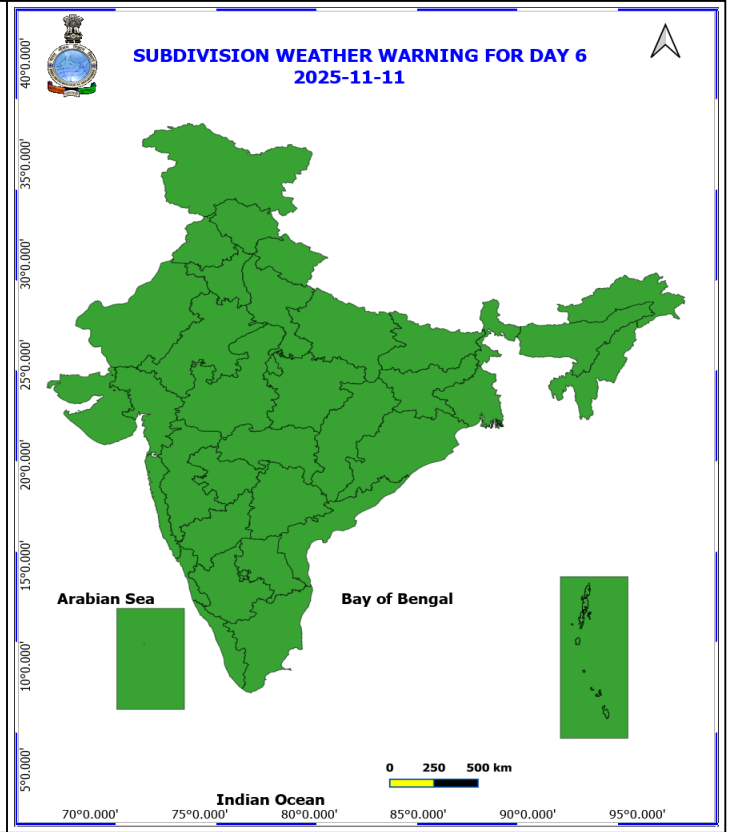 SUBDIVISION WEATHER WARNING FOR DAY 6
2025-11-11
40°0.000'
35°0.000'
30°0.000'
25°0.000'
20°0.000'
15°0.000'
10°0.000'
5°0.000'
Arabian Sea
Bay of Bengal
0 250 500 km
Indian Ocean
70°0.000' 75°0.000' 80°0.000' 85°0.000' 90°0.000' 95°0.000'